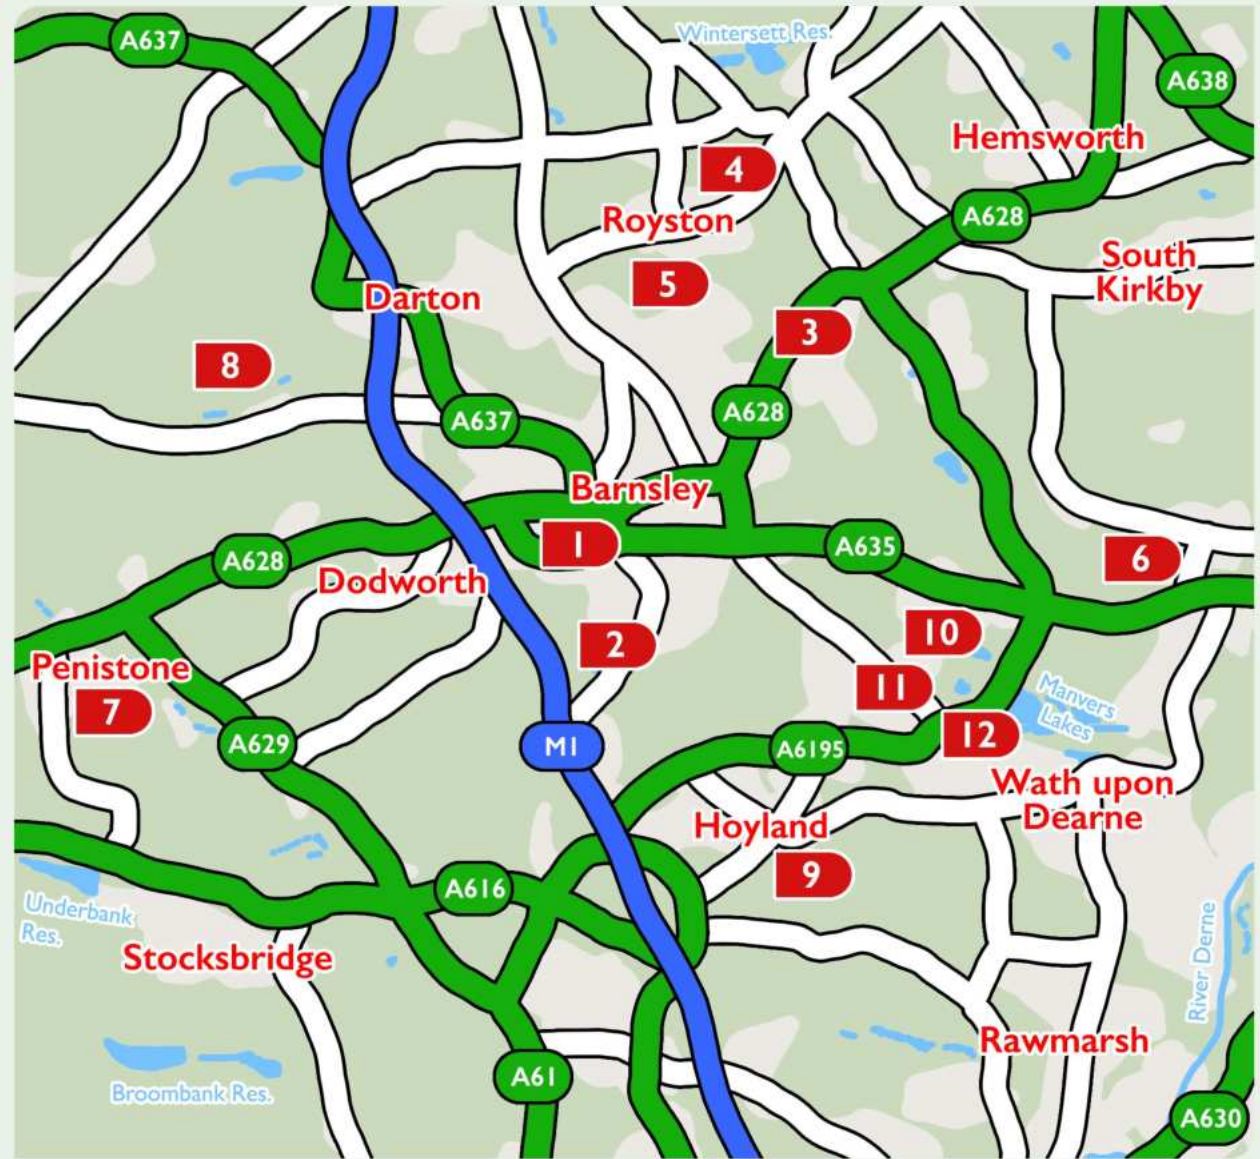 A637
Wintersett Res.
A638
Hemsworth
4
Royston
A628
South
Kirkby
5
Darton
3
8
A628
A637
Barnsley
1
A635
6
A628
Dodworth
10
2
Penistone
11
7
Manvers
Lakes
A629
M1
A6195
12
Wath upon
Dearne
Hoyland
9
A616
Underbank
Res.
Stocksbridge
River Derne
Rawmarsh
A61
Broombank Res.
A630